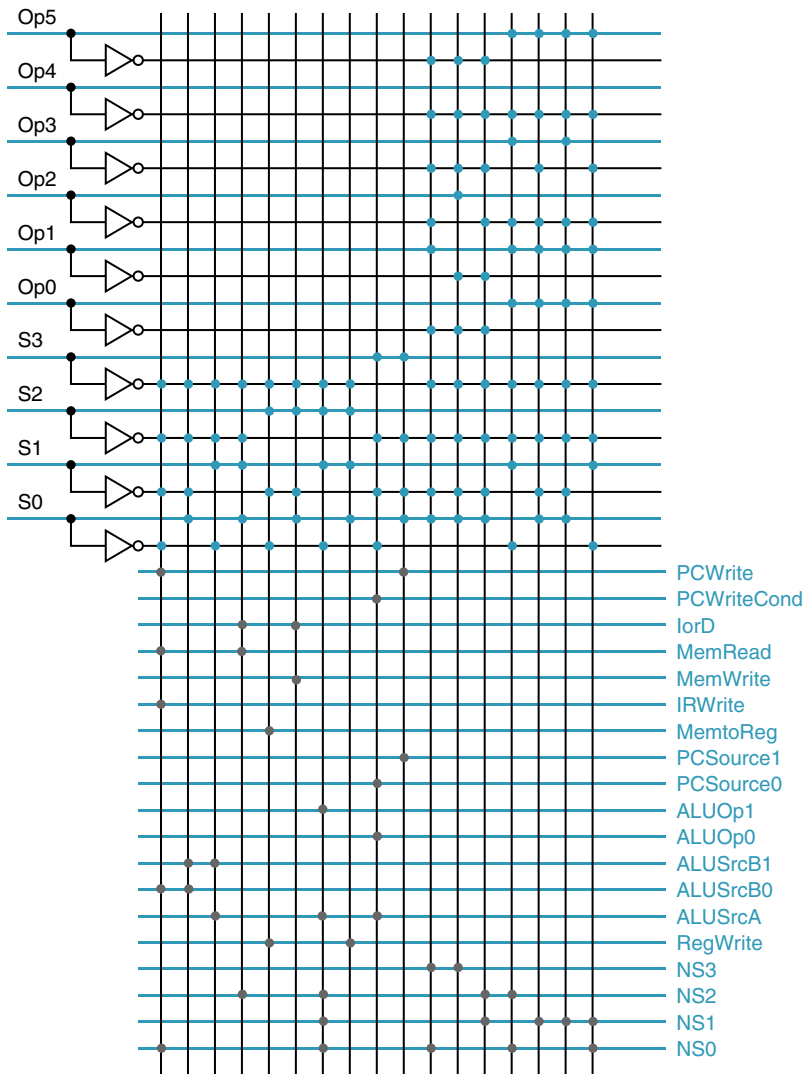 Op5
Op4
Op3
Op2
Op1
Op0
S3
S2
S1
S0
PCWrite
PCWriteCond
IorD
MemRead
MemWrite
IRWrite
MemtoReg
PCSource1
PCSource0
ALUOp1
ALUOp0
ALUSrcB1
ALUSrcB0
ALUSrcA
RegWrite
NS3
NS2
NS1
NS0